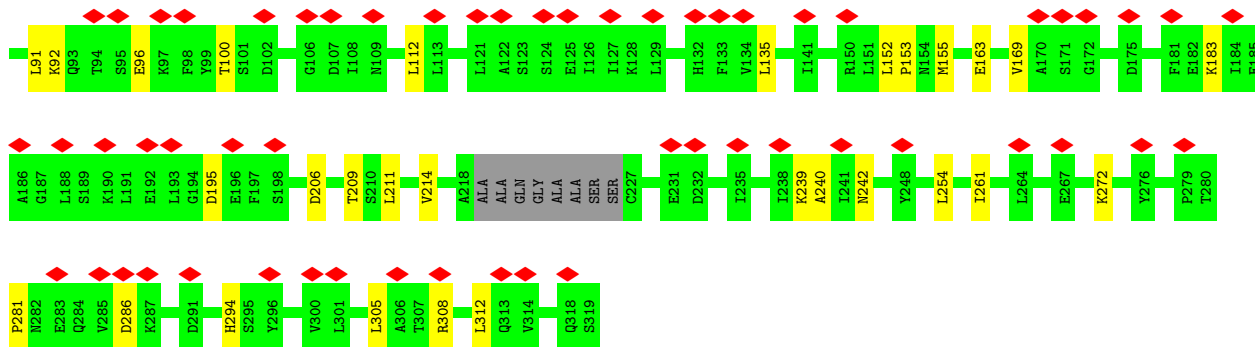 L91 K92 Q93 T94 S95 E96 K97 F98 Y99 T100 S101 D102 G106 D107 I108 N109 L112 L113 L121 A122 S123 S124 E125 I126 I127 K128 L129 H132 F133 V134 L135 I141 R150 L151 L152 P153 N154 M155 E163 V169 A170 S171 G172 D175 F181 E182 K183 I184 E185
A186 G187 L188 S189 K190 L191 E192 L193 G194 D195 E196 F197 S198 D206 T209 S210 L211 V214 A218 ALA ALA GLN GLY ALA ALA SER SER C227 E231 D232 I235 I238 K239 A240 I241 N242 Y248 L254 I261 L264 E267 K272 Y276 P279 T280
P281 N282 E283 Q284 V285 D286 K287 D291 H294 S295 Y296 V300 L301 L305 A306 T307 R308 L312 Q313 V314 Q318 S319